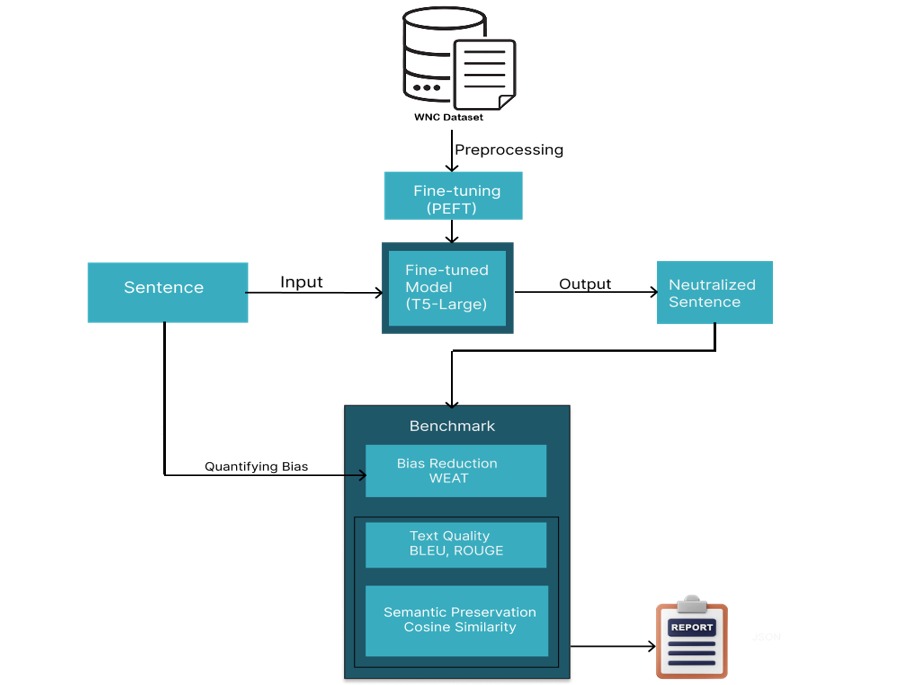 WNC Dataset
Preprocessing
Fine-tuning
(PEFT)
Sentence
Input
Fine-tuned
Model
(T5-Large)
Output
Neutralized
Sentence
Benchmark
Quantifying Bias
Bias Reduction
WEAT
Text Quality
BLEU, ROUGE
Semantic Preservation
Cosine Similarity
REPORT